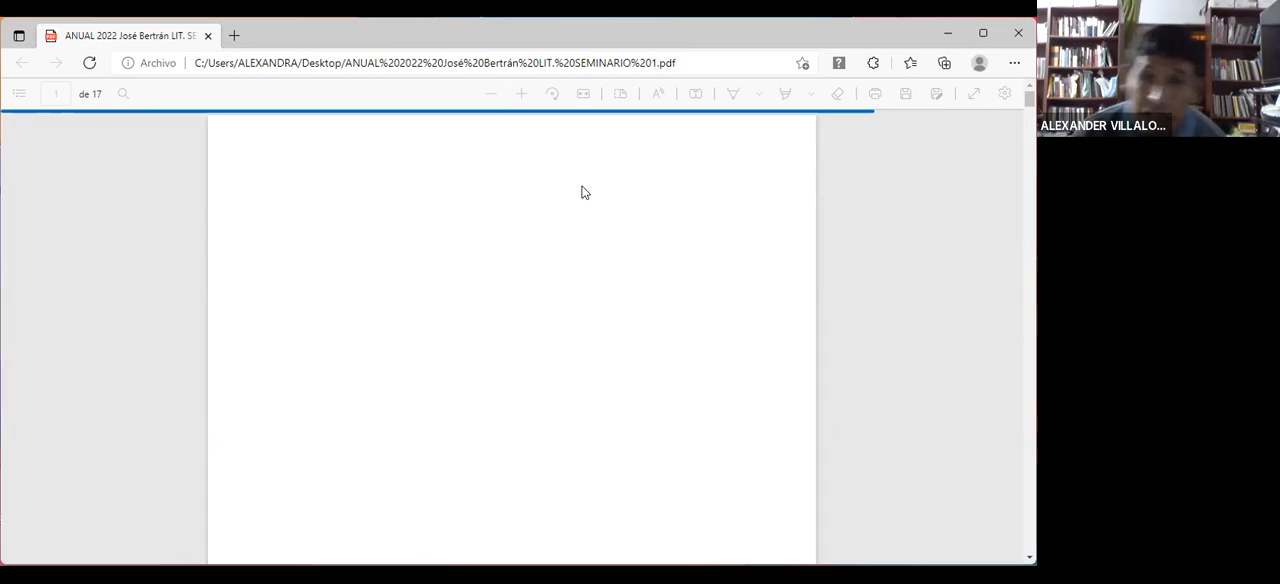 ANUAL 2022 José Bertrán LIT. SE
Archivo
C:/Users/ALEXANDRA/Desktop/ANUAL%202022%20José%20Bertrán%20LIT.%20SEMINARIO%201.pdf
1 de 17
ALEXANDER VILLALO...